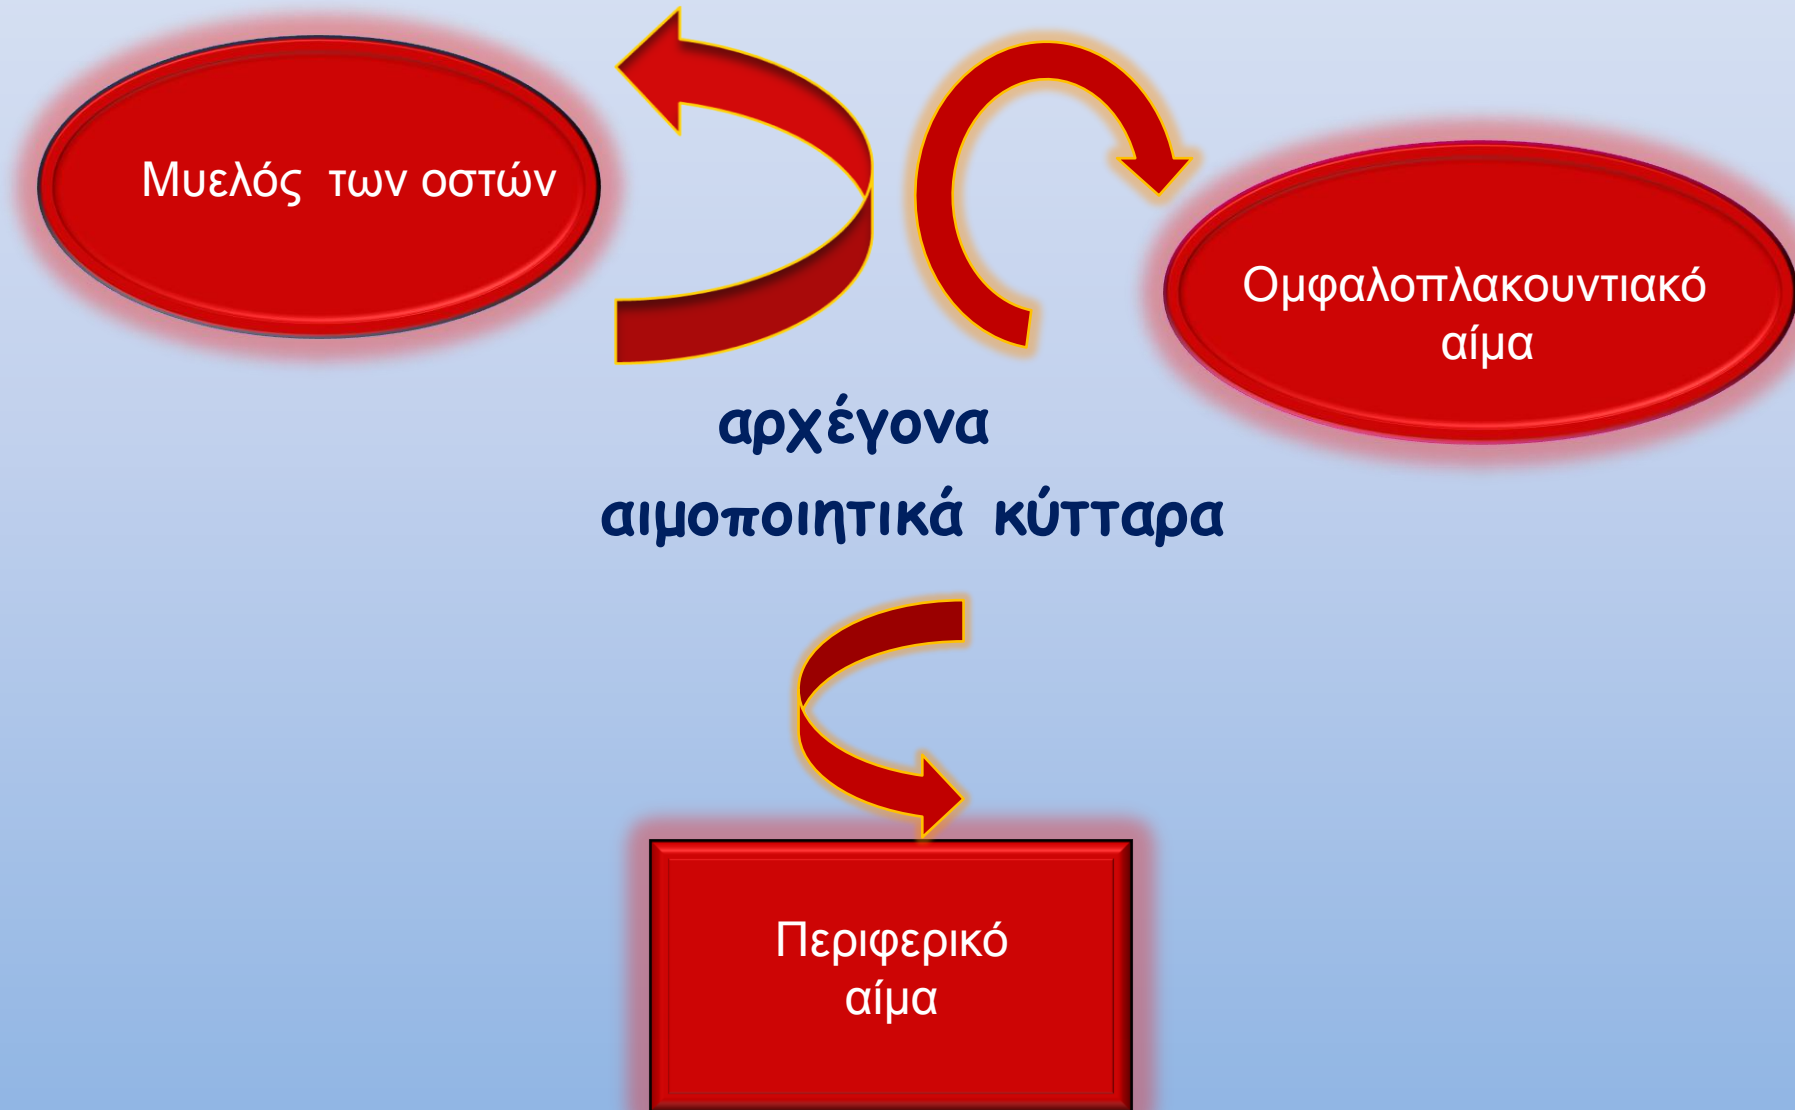 Μυελός των οστών
Ομφαλοπλακουντιακό
αίμα
αρχέγονα
αιμοποιητικά κύτταρα
Περιφερικό
αίμα